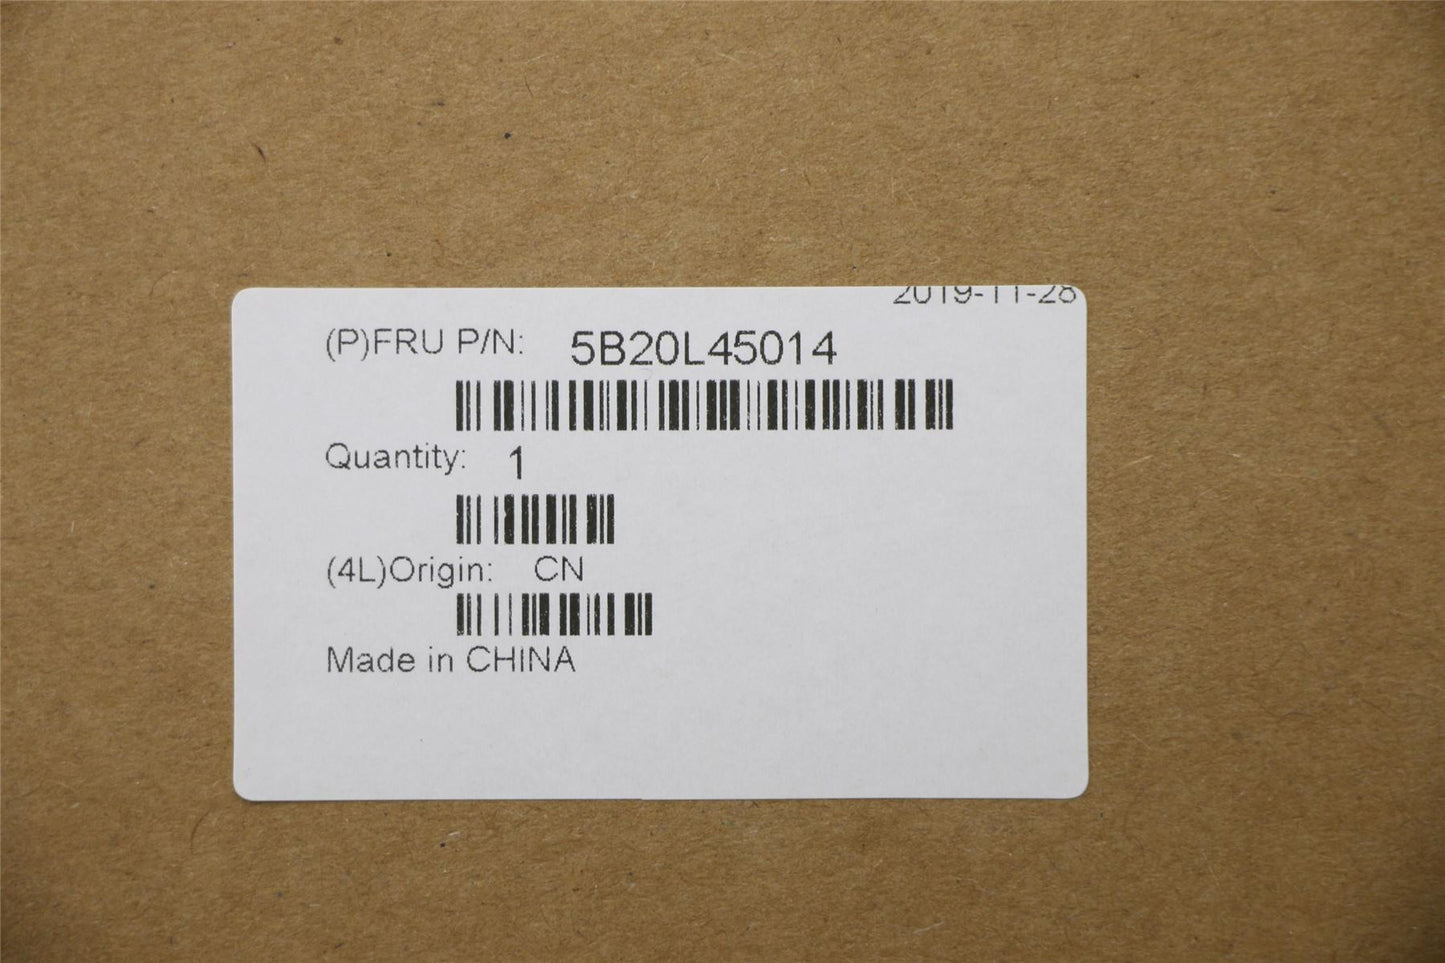 2019-11-28
(P)FRU P/N: 5B20L45014
Quantity: 1
(4L)Origin: CN
Made in CHINA